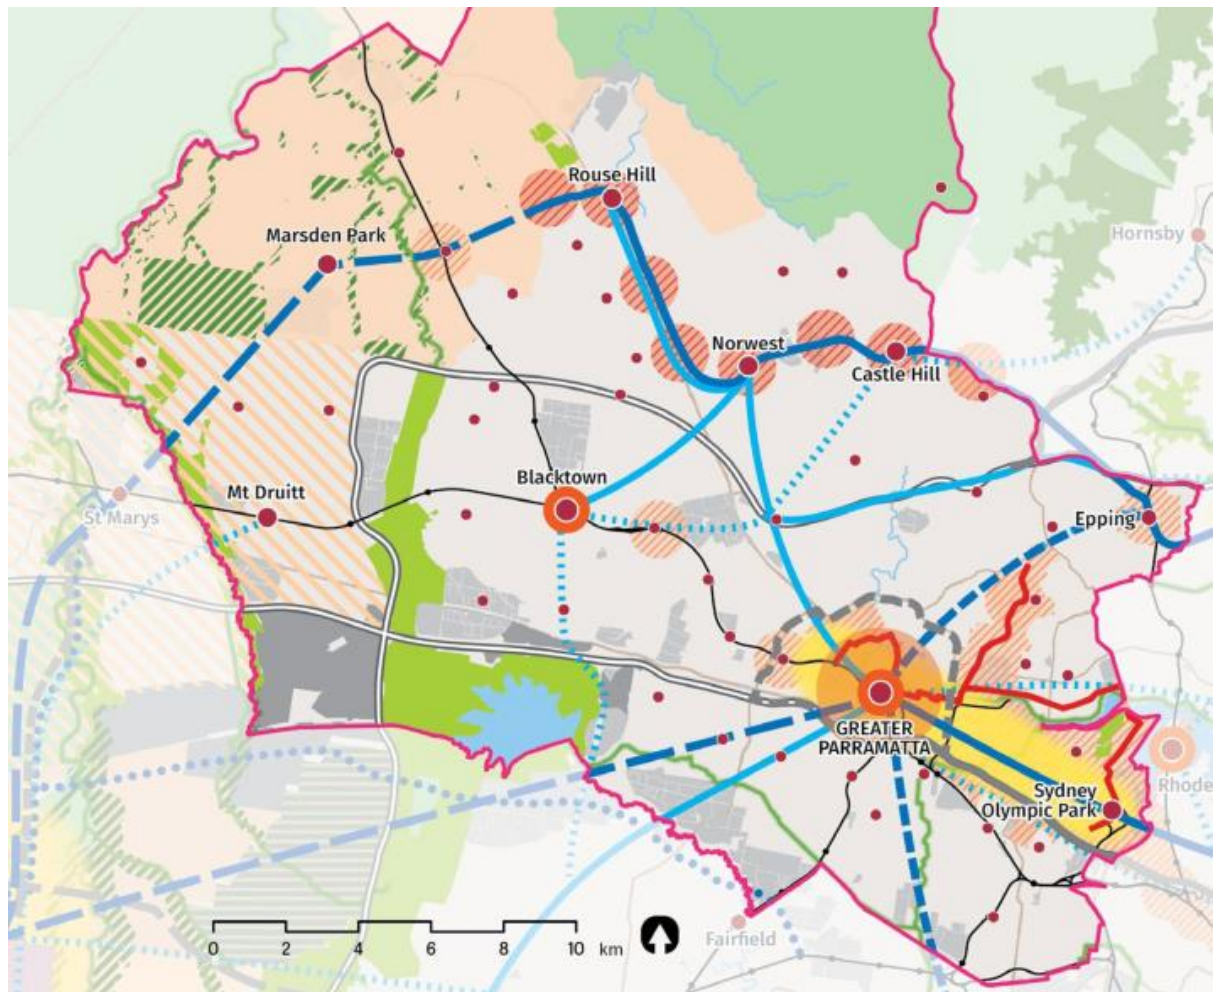 Rouse Hill
Marsden Park
Hornsby
Norwest
Castle Hill
Blacktown
Mt Druitt
St Marys
Epping
GREATER
PARRAMATTA
Sydney
Olympic Park
Rhode
Fairfield
0 2 4 6 8 10 km